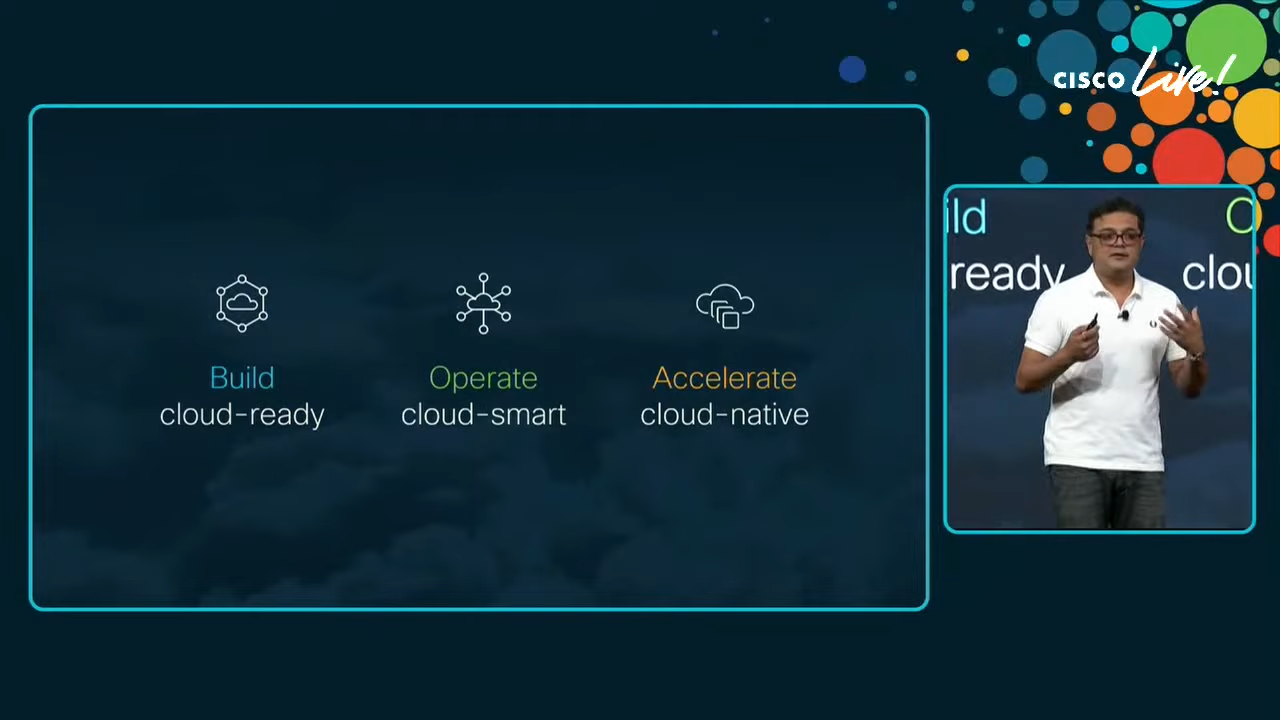 CISCO Live!
Build
cloud-ready
Operate
cloud-smart
Accelerate
cloud-native
ild
O
ready
clou